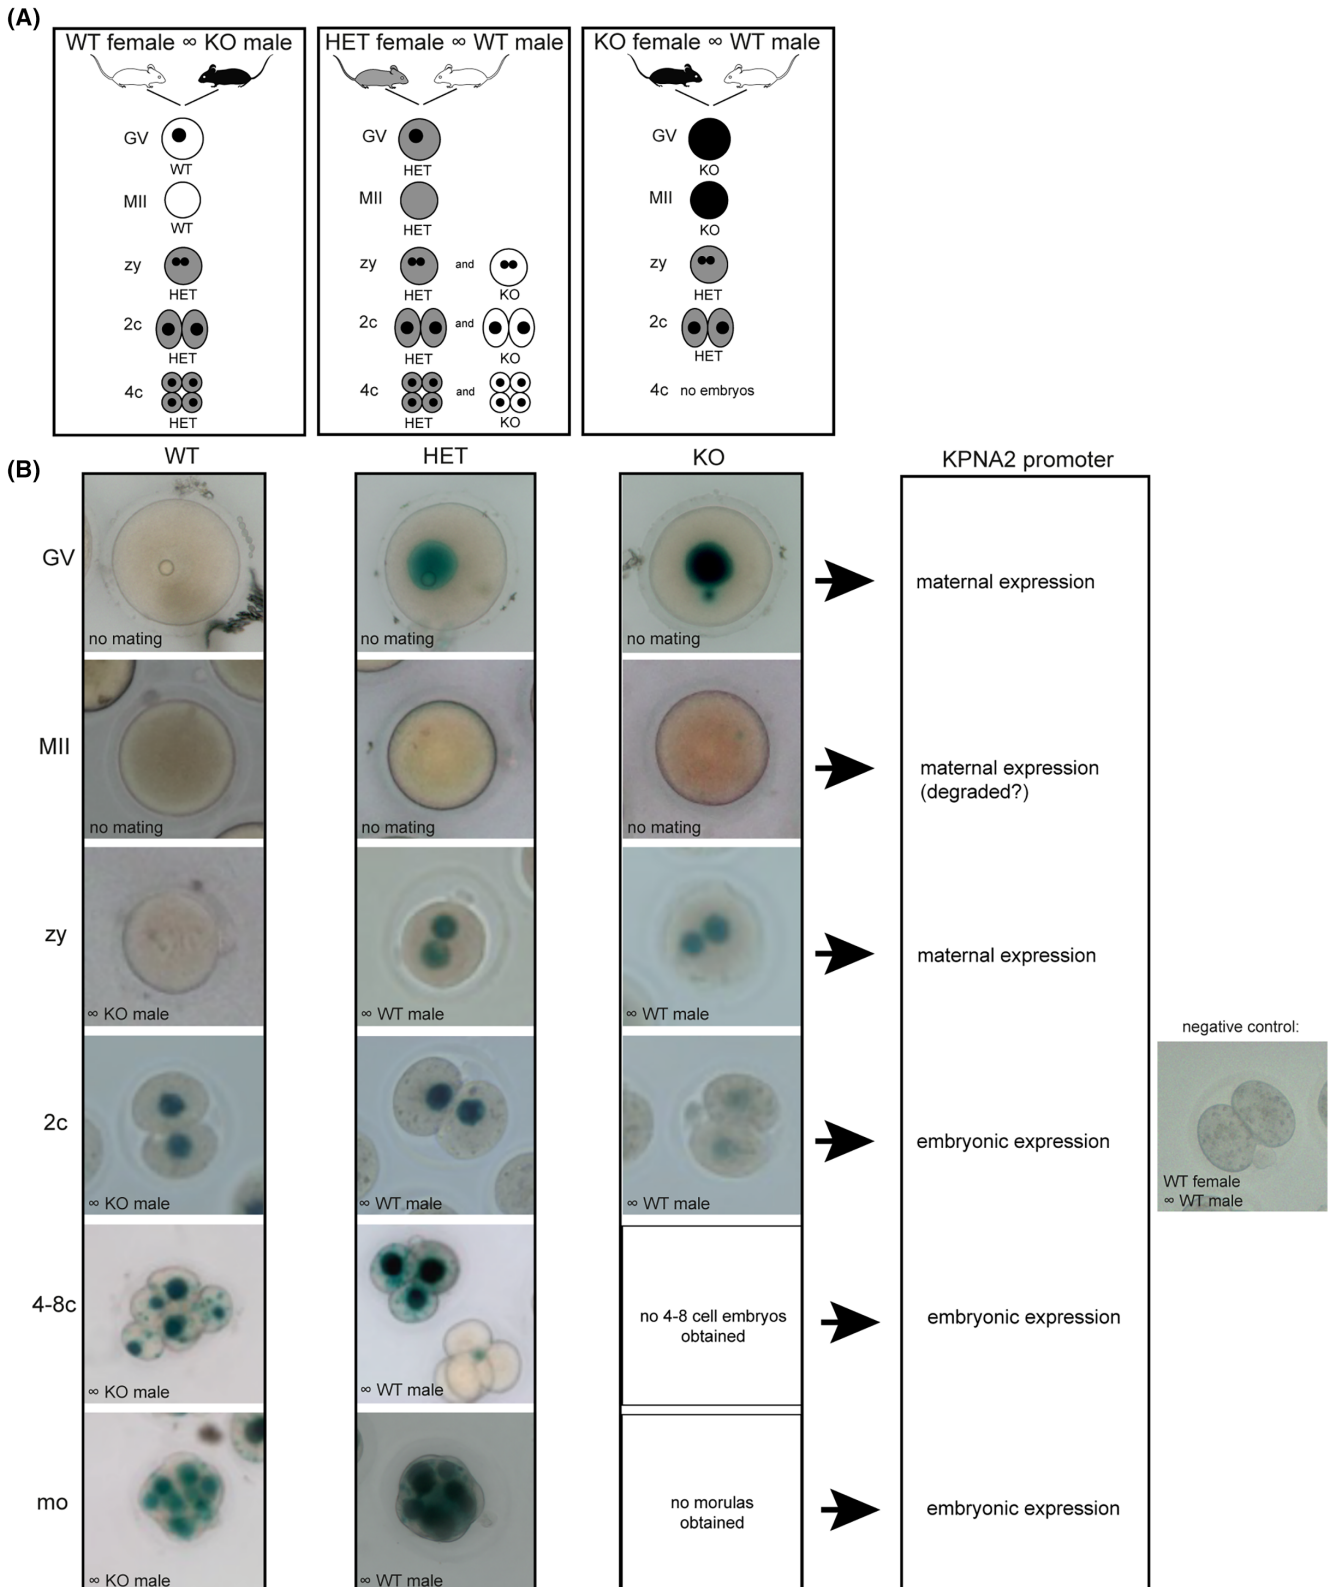 (A)
WT female ∞ KO male
GV
WT
MII
WT
zy
HET
2c
HET
4c
HET
HET female ∞ WT male
GV
HET
MII
HET
zy
and
HET
KO
2c
and
HET
KO
4c
and
HET
KO
KO female ∞ WT male
GV
KO
MII
KO
zy
HET
2c
HET
4c no embryos
(B)
WT
HET
KO
KPNA2 promoter
GV
no mating
no mating
no mating
maternal expression
MII
no mating
no mating
no mating
maternal expression
(degraded?)
zy
∞ KO male
∞ WT male
∞ WT male
maternal expression
2c
∞ KO male
∞ WT male
∞ WT male
embryonic expression
negative control:
WT female
∞ WT male
4-8c
∞ KO male
∞ WT male
no 4-8 cell embryos
obtained
embryonic expression
mo
∞ KO male
∞ WT male
no morulas
obtained
embryonic expression